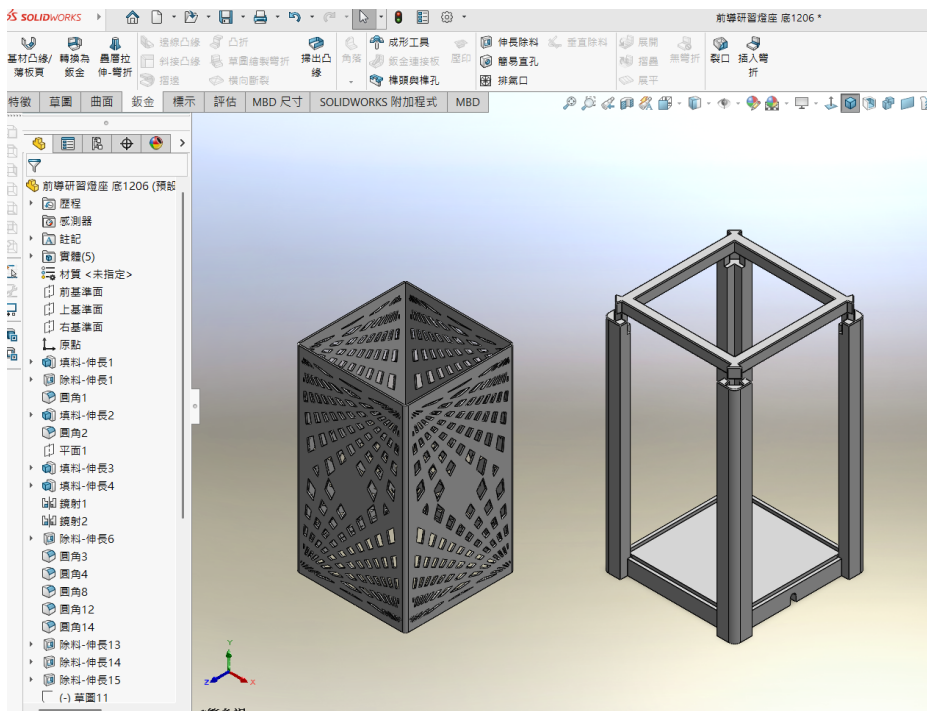 SOLIDWORKS
前導研習燈座 底1206 *
基材凸緣/薄板頁
轉換為鈑金
疊層拉伸-彎折
邊線凸緣
斜接凸緣
摺邊
凸折
草圖繪製彎折
橫向斷裂
掃出凸緣
角落
成形工具
鈑金連接板
榫頭與榫孔
壓印
伸長除料
簡易直孔
排氣口
垂直除料
展開
摺疊
展平
無彎折
裂口
插入彎折
特徵 草圖 曲面 鈑金 標示 評估 MBD 尺寸 SOLIDWORKS 附加程式 MBD
前導研習燈座 底1206 (預設
歷程
感測器
註記
實體(5)
材質 <未指定>
前基準面
上基準面
右基準面
原點
填料-伸長1
除料-伸長1
圓角1
填料-伸長2
圓角2
平面1
填料-伸長3
填料-伸長4
鏡射1
鏡射2
除料-伸長6
圓角3
圓角4
圓角8
圓角12
圓角14
除料-伸長13
除料-伸長14
除料-伸長15
(-) 草圖11
Y
Z
X